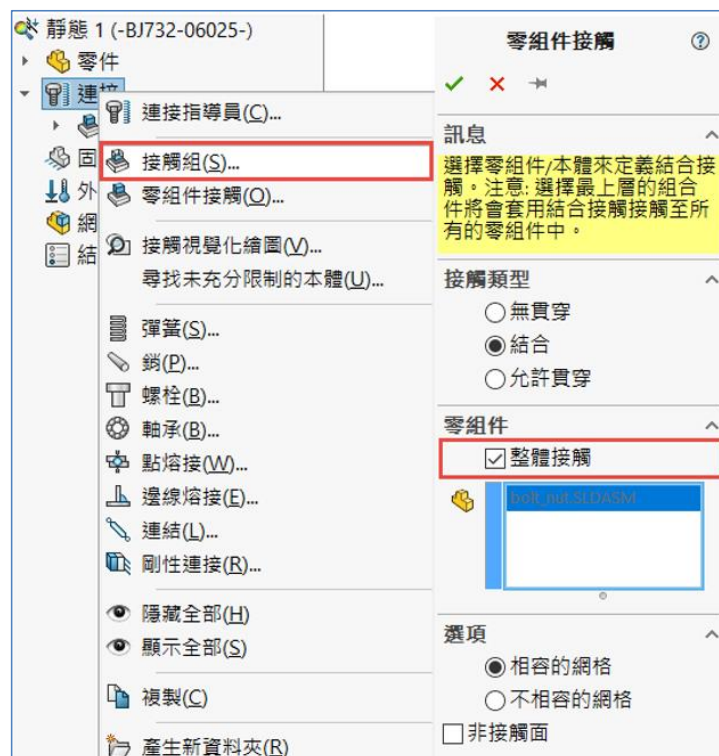 靜態 1 (-BJ732-06025-)
零件
連接
固
外
網
結
連接指導員(C)...
接觸組(S)...
零組件接觸(O)...
接觸視覺化繪圖(V)...
尋找未充分限制的本體(U)...
彈簧(S)...
銷(P)...
螺栓(B)...
軸承(B)...
點熔接(W)...
邊線熔接(E)...
連結(L)...
剛性連接(R)...
隱藏全部(H)
顯示全部(S)
複製(C)
產生新資料夾(R)
零組件接觸
訊息
選擇零組件/本體來定義結合接
觸。注意: 選擇最上層的組合
件將會套用結合接觸接觸至所
有的零組件中。
接觸類型
無貫穿
結合
允許貫穿
零組件
整體接觸
bolt_nut.SLDASM
選項
相容的網格
不相容的網格
非接觸面